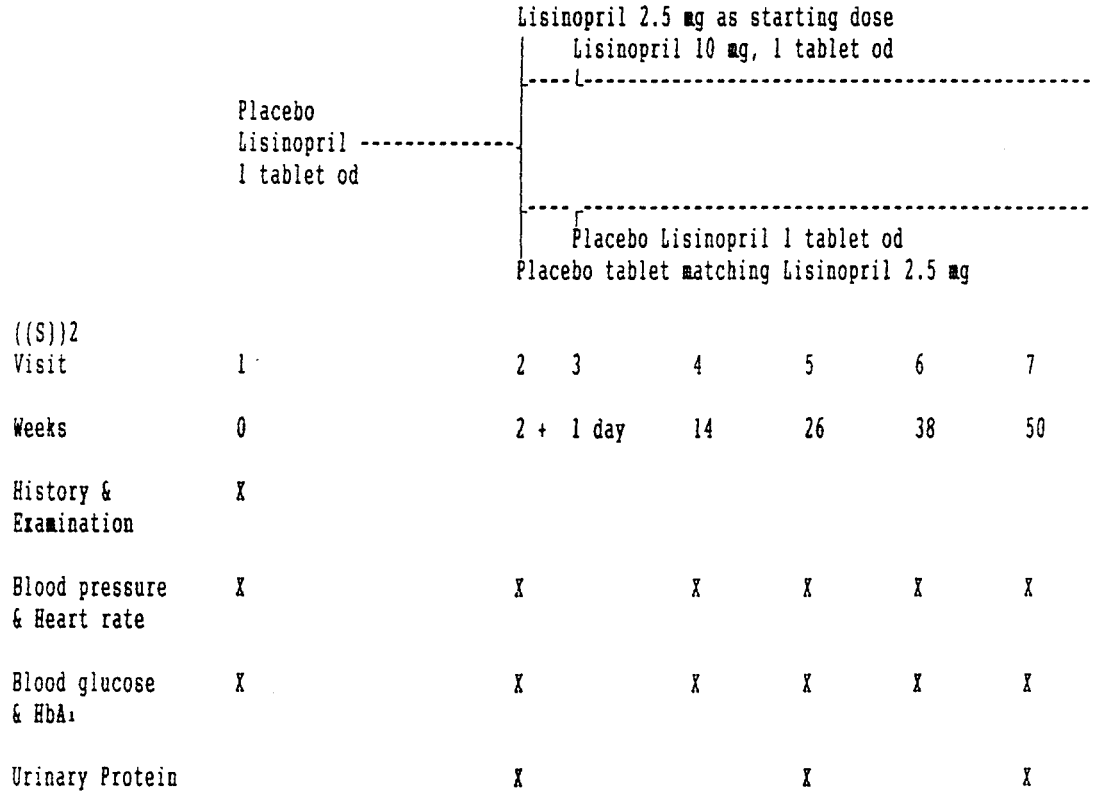 Lisinopril 2.5 mg as starting dose
Lisinopril 10 mg, 1 tablet od
Placebo
Lisinopril
1 tablet od
Placebo Lisinopril 1 tablet od
Placebo tablet matching Lisinopril 2.5 mg
((S))2
Visit 1 2 3 4 5 6 7
Weeks 0 2 + 1 day 14 26 38 50
History & X
Examination
Blood pressure X X X X X X
& Heart rate
Blood glucose X X X X X X
& HbA₁
Urinary Protein X X X